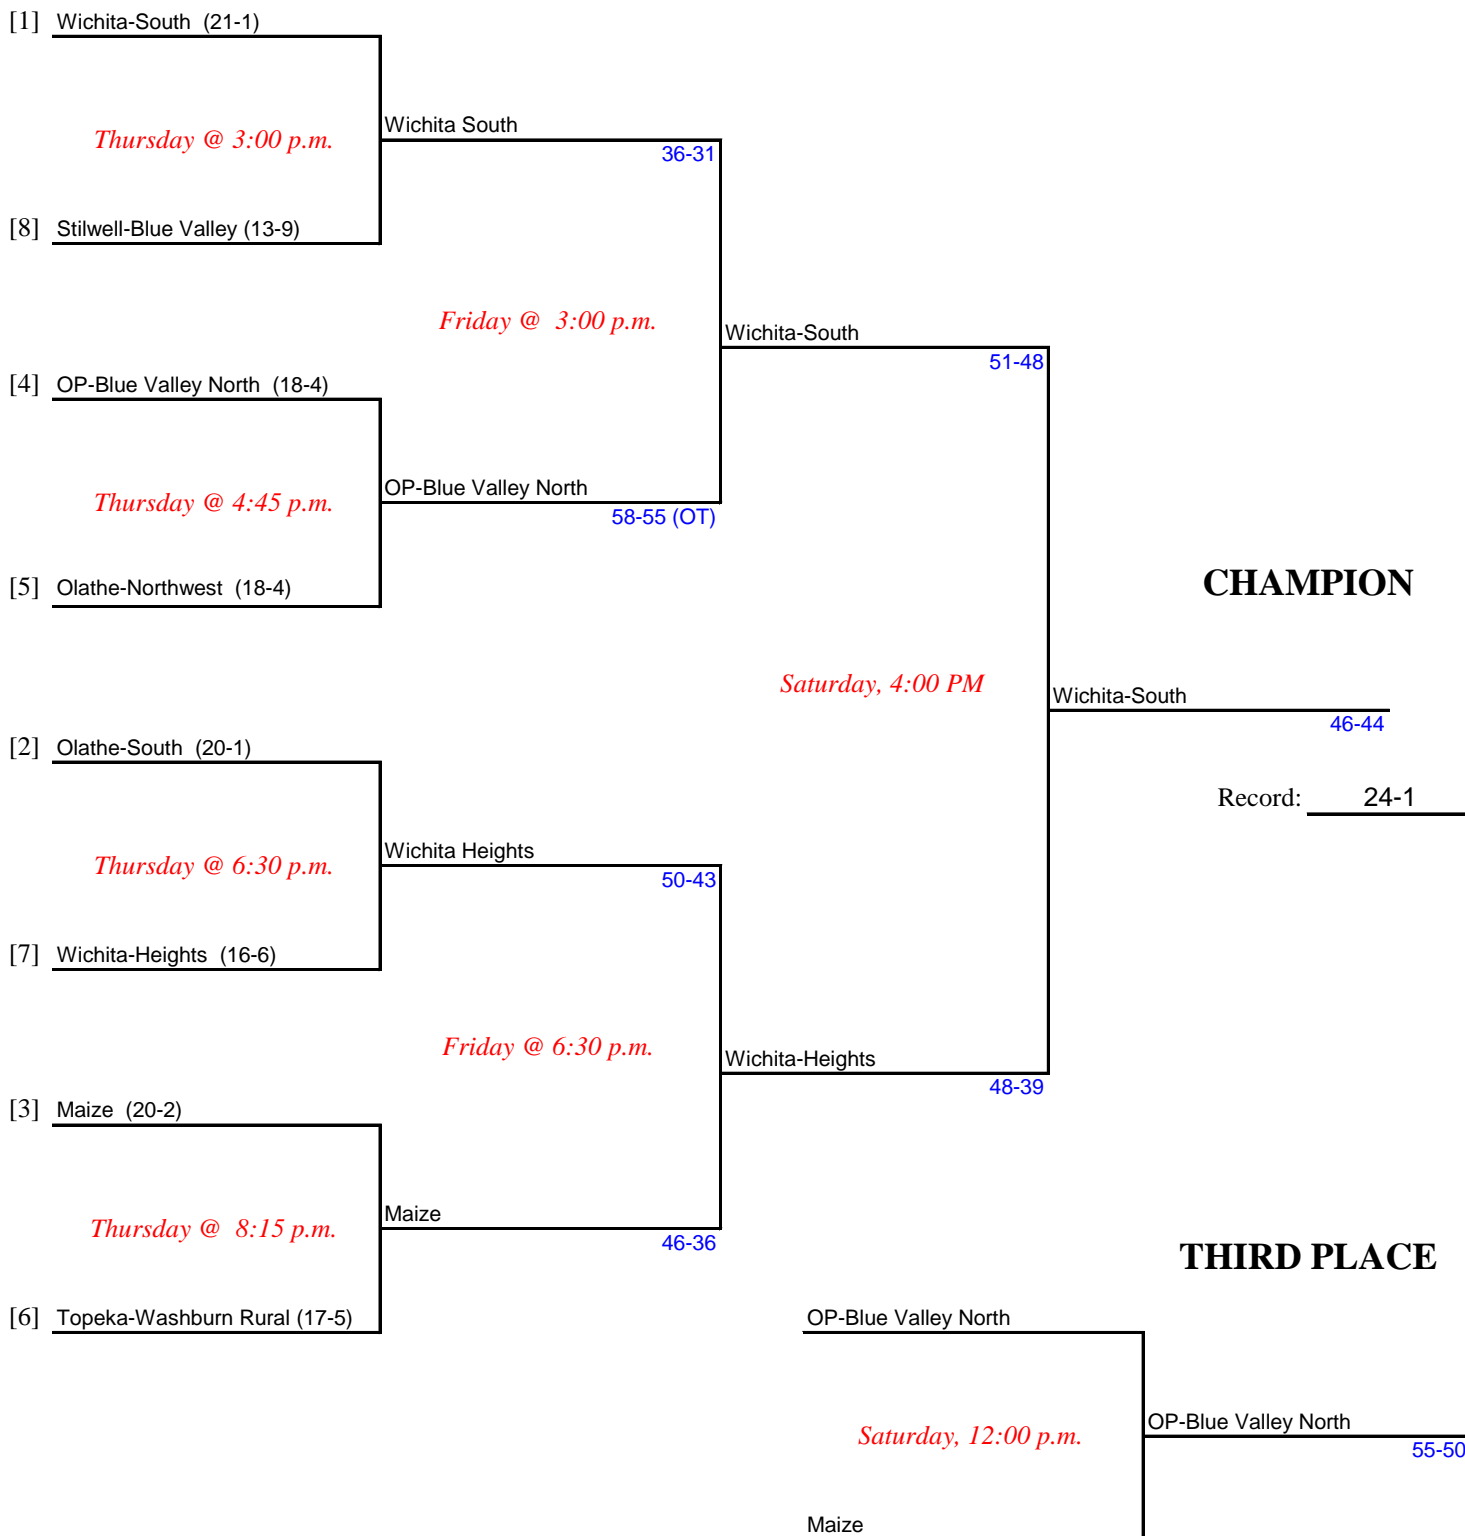 [1] Wichita-South (21-1)
Wichita South
Thursday @ 3:00 p.m.
36-31
[8] Stilwell-Blue Valley (13-9)
Friday @ 3:00 p.m.
Wichita-South
51-48
[4] OP-Blue Valley North (18-4)
OP-Blue Valley North
Thursday @ 4:45 p.m.
58-55 (OT)
[5] Olathe-Northwest (18-4)
CHAMPION
Saturday, 4:00 PM
Wichita-South
46-44
[2] Olathe-South (20-1)
Record: 24-1
Wichita Heights
Thursday @ 6:30 p.m.
50-43
[7] Wichita-Heights (16-6)
Friday @ 6:30 p.m.
Wichita-Heights
48-39
[3] Maize (20-2)
Maize
Thursday @ 8:15 p.m.
46-36
THIRD PLACE
[6] Topeka-Washburn Rural (17-5)
OP-Blue Valley North
OP-Blue Valley North
Saturday, 12:00 p.m.
55-50
Maize